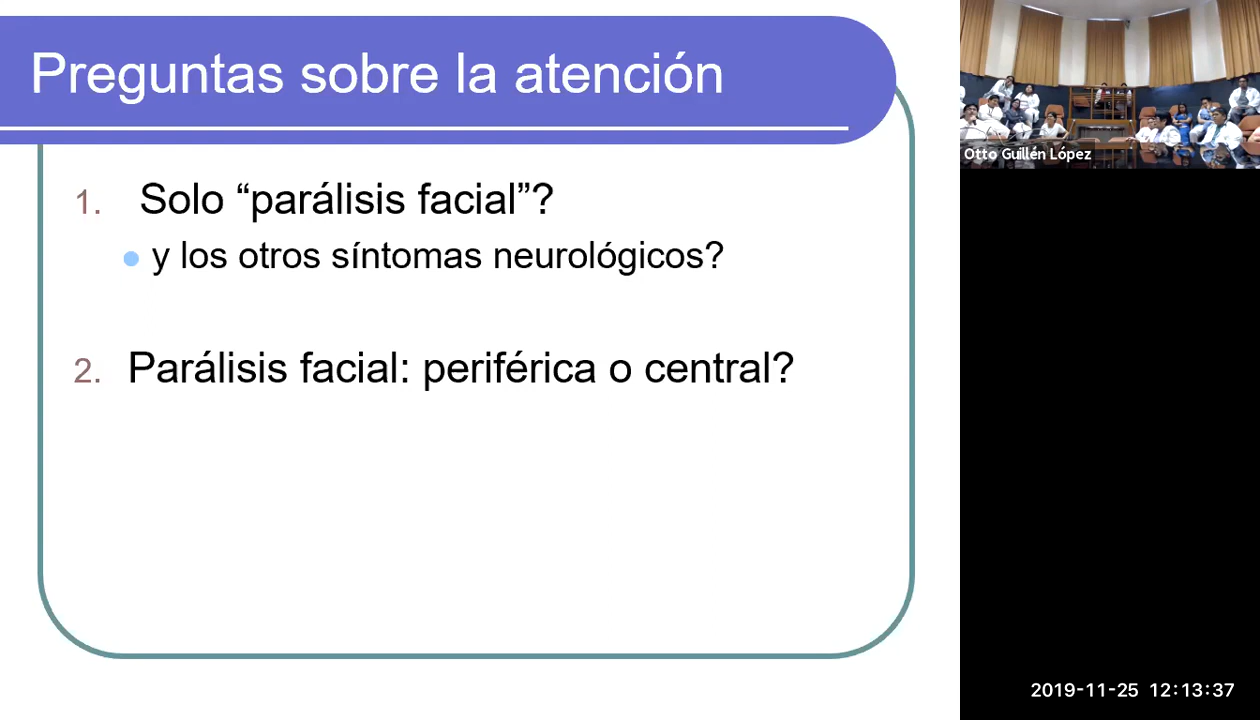 Preguntas sobre la atención
1. Solo “parálisis facial”?
y los otros síntomas neurológicos?
2. Parálisis facial: periférica o central?
Otto Guillén López
2019-11-25 12:13:37